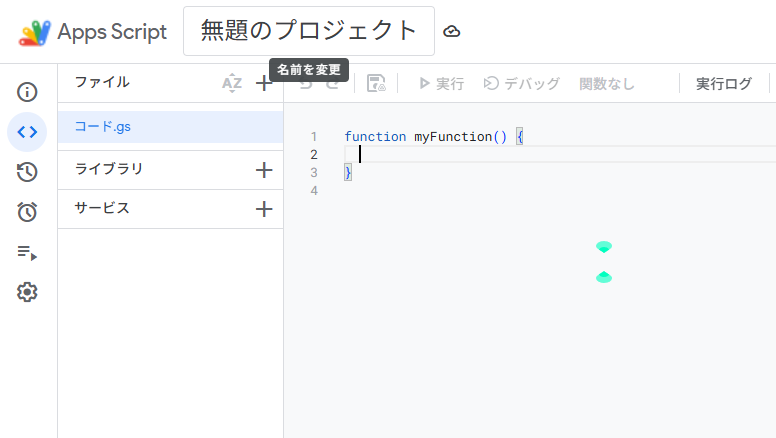 Apps Script 無題のプロジェクト
名前を変更
ファイル AZ
実行 デバッグ 関数なし 実行ログ
コード.gs
ライブラリ
サービス
1 function myFunction() {
2
3 }
4